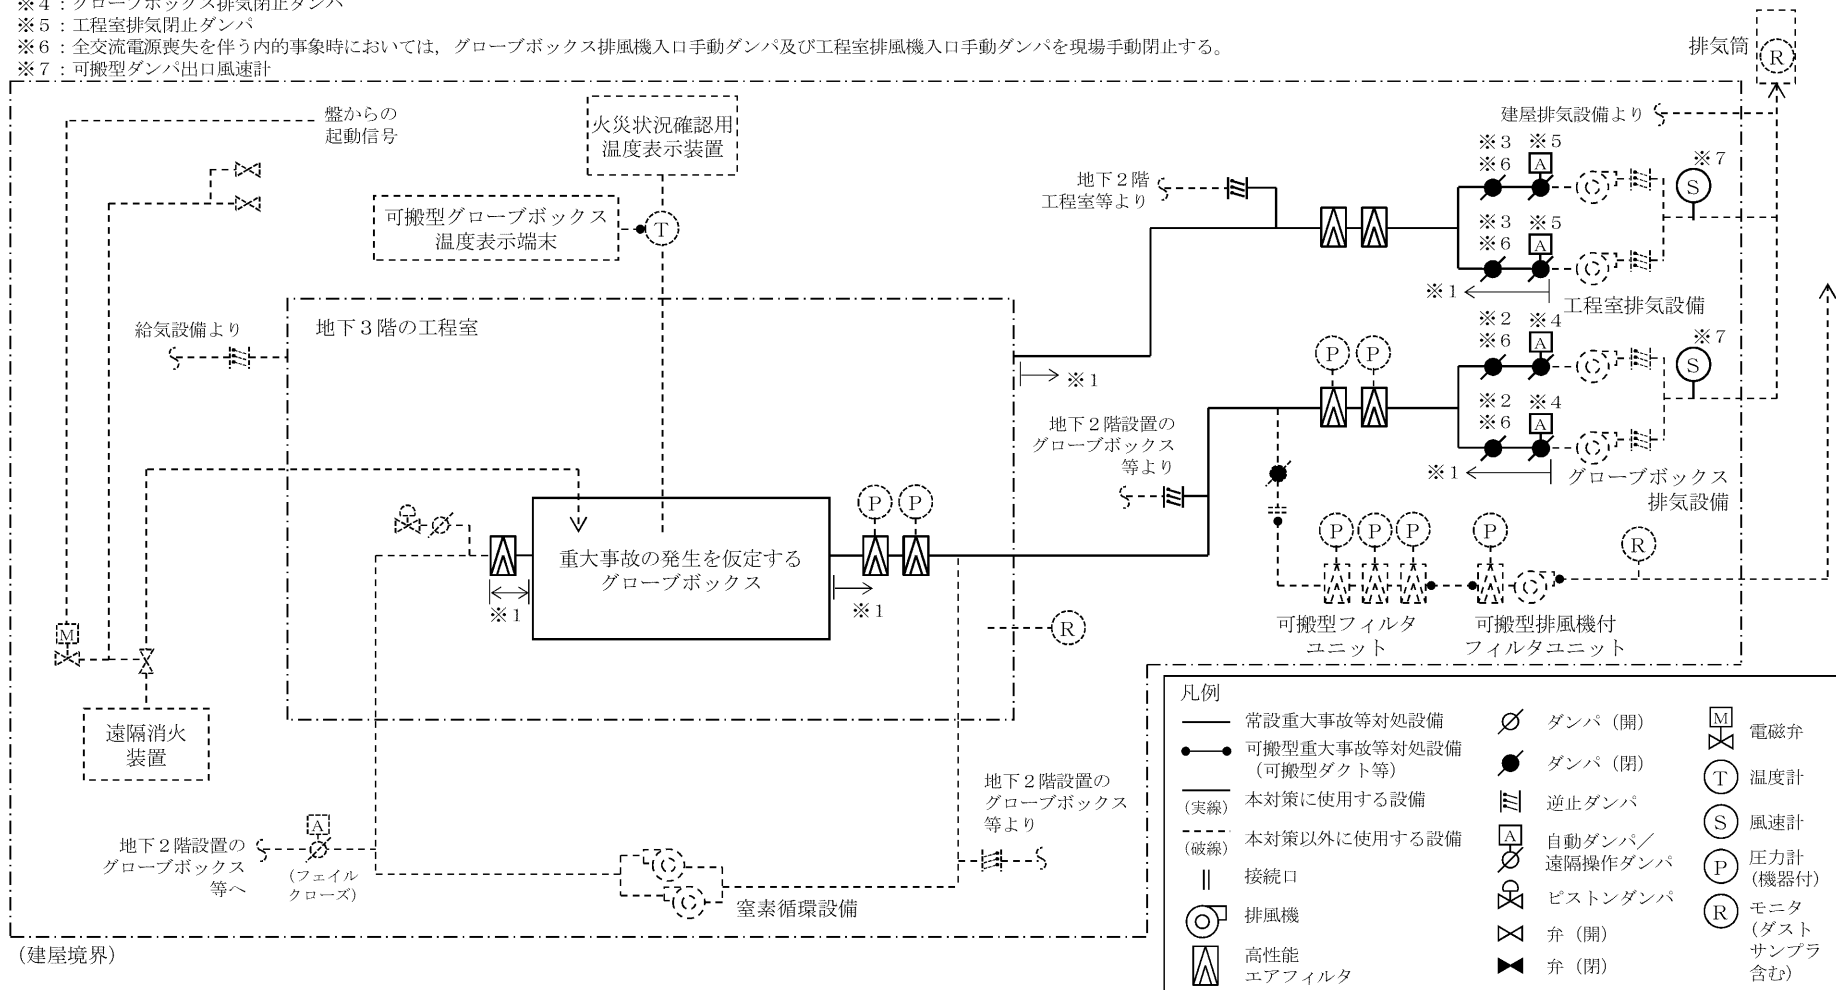 ※４：グローブボックス排気閉止ダンパ
※５：工程室排気閉止ダンパ
※６：全交流電源喪失を伴う内的事象時においては，グローブボックス排風機入口手動ダンパ及び工程室排風機入口手動ダンパを現場手動閉止する。
※７：可搬型ダンパ出口風速計
排気筒
R
盤からの
起動信号
火災状況確認用
温度表示装置
可搬型グローブボックス
温度表示端末
T
建屋排気設備より
※３
※６
※５
A
※７
S
地下２階
工程室等より
※３
※６
※５
A
※１
工程室排気設備
給気設備より
地下３階の工程室
※１
P
P
※２
※６
※４
A
※７
S
※２
※６
※４
A
※１
グローブボックス
排気設備
地下２階設置の
グローブボックス
等より
P
P
重大事故の発生を仮定する
グローブボックス
※１
※１
P
P
P
P
R
可搬型フィルタ
ユニット
可搬型排風機付
フィルタユニット
R
M
遠隔消火
装置
地下２階設置の
グローブボックス
等へ
A
（フェイル
クローズ）
窒素循環設備
地下２階設置の
グローブボックス
等より
（建屋境界）
凡例
常設重大事故等対処設備
可搬型重大事故等対処設備
（可搬型ダクト等）
（実線）
本対策に使用する設備
（破線）
本対策以外に使用する設備
接続口
排風機
高性能
エアフィルタ
ダンパ（開）
ダンパ（閉）
逆止ダンパ
A
自動ダンパ／
遠隔操作ダンパ
ピストンダンパ
弁（開）
弁（閉）
M
電磁弁
T
温度計
S
風速計
P
圧力計
（機器付）
R
モニタ
（ダスト
サンプラ
含む）